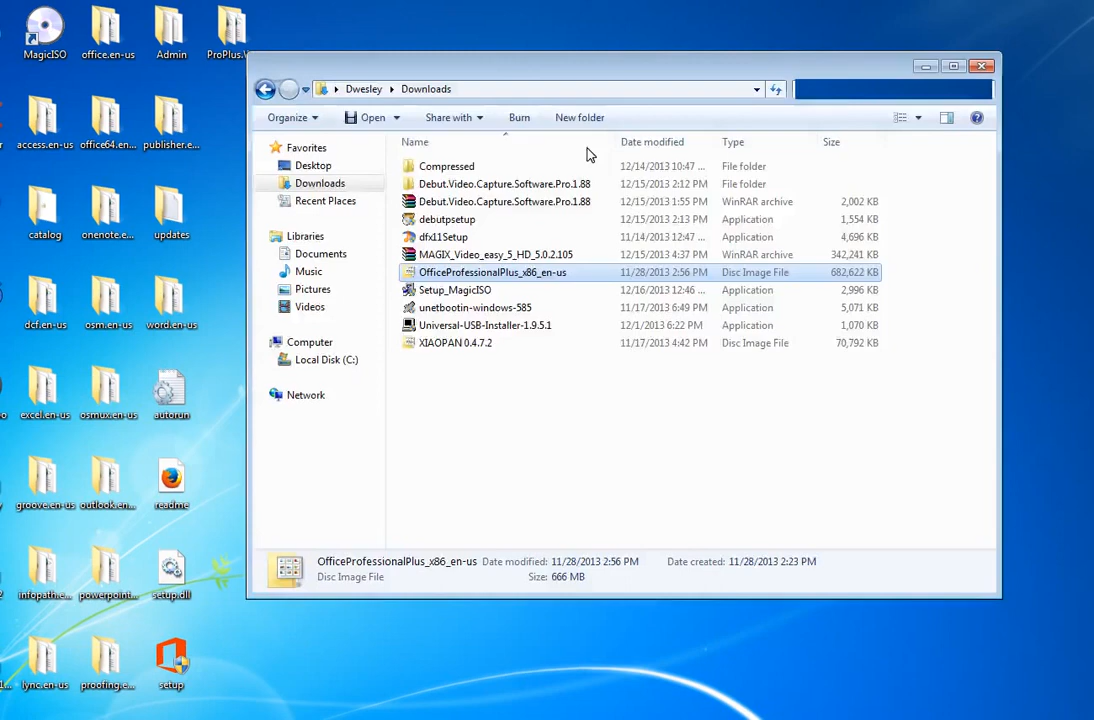 MagicISO
office.en-us
Admin
ProPlus.
access.en-us
office64.en...
publisher.e...
catalog
onenote.e...
updates
dcf.en-us
osm.en-us
word.en-us
excel.en-us
osmux.en-us
autorun
groove.en-us
outlook.en...
readme
infopath.e...
powerpoint...
setup.dll
lync.en-us
proofing.e...
setup
Dwesley
Downloads
Organize
Open
Share with
Burn
New folder
Favorites
Desktop
Downloads
Recent Places
Libraries
Documents
Music
Pictures
Videos
Computer
Local Disk (C:)
Network
Name Date modified Type Size
Compressed 12/14/2013 10:47 ... File folder
Debut.Video.Capture.Software.Pro.1.88 12/15/2013 2:12 PM File folder
Debut.Video.Capture.Software.Pro.1.88 12/15/2013 1:55 PM WinRAR archive 2,002 KB
debutpsetup 12/15/2013 2:13 PM Application 1,554 KB
dfx11Setup 11/14/2013 12:47 ... Application 4,696 KB
MAGIX_Video_easy_5_HD_5.0.2.105 12/15/2013 4:37 PM WinRAR archive 342,241 KB
OfficeProfessionalPlus_x86_en-us 11/28/2013 2:56 PM Disc Image File 682,622 KB
Setup_MagicISO 12/16/2013 12:46 ... Application 2,996 KB
unetbootin-windows-585 11/17/2013 6:49 PM Application 5,071 KB
Universal-USB-Installer-1.9.5.1 12/1/2013 6:22 PM Application 1,070 KB
XIAOPAN 0.4.7.2 11/17/2013 4:42 PM Disc Image File 70,792 KB
OfficeProfessionalPlus_x86_en-us Date modified: 11/28/2013 2:56 PM Date created: 11/28/2013 2:23 PM
Disc Image File Size: 666 MB